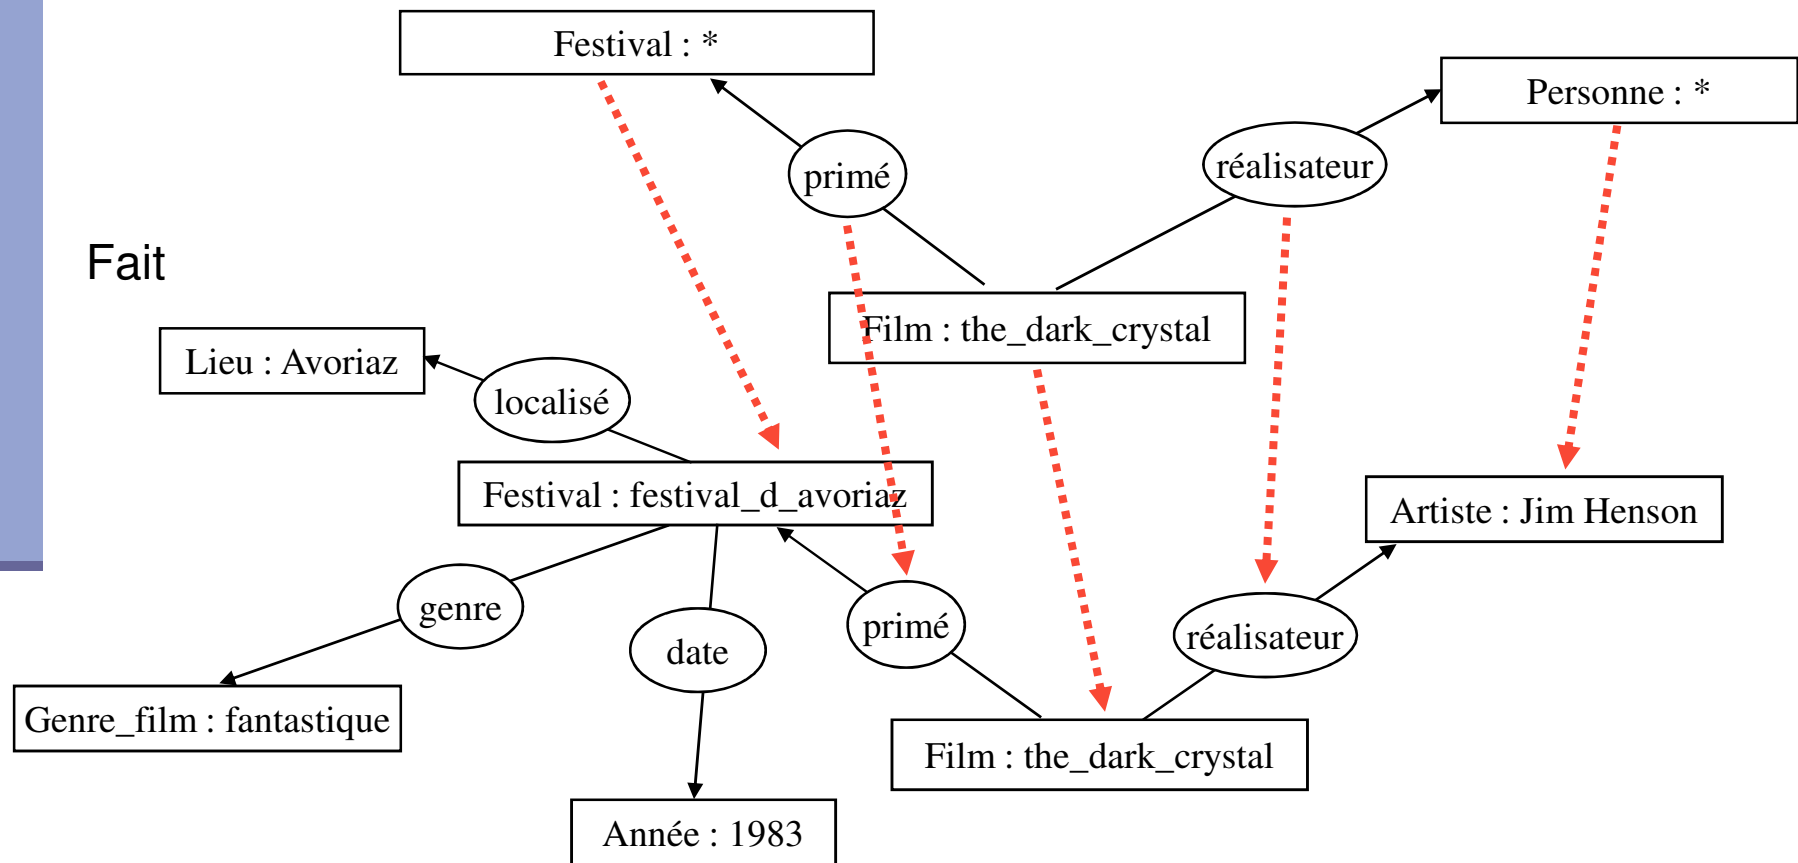 Festival : *
Personne : *
primé
réalisateur
Fait
Film : the_dark_crystal
Lieu : Avoriaz
localisé
Festival : festival_d_avoriaz
Artiste : Jim Henson
genre
date
primé
réalisateur
Genre_film : fantastique
Film : the_dark_crystal
Année : 1983